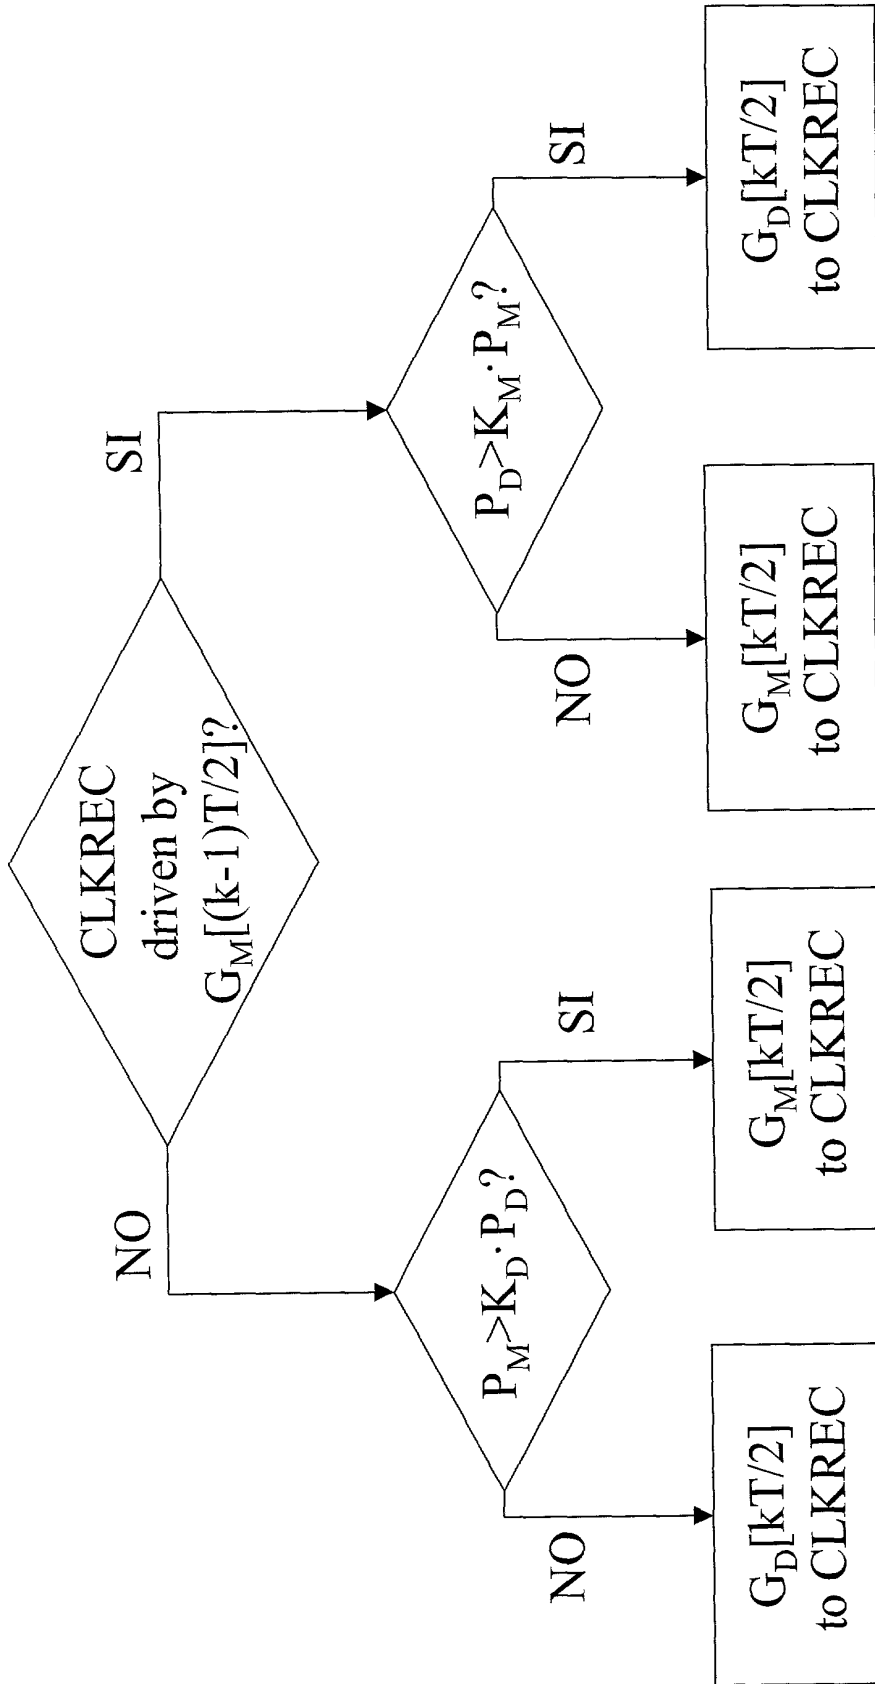 CLKREC
driven by
G_M[(k-1)T/2]?
NO
SI
P_M>K_D·P_D?
P_D>K_M·P_M?
NO
SI
NO
SI
G_D[kT/2]
to CLKREC
G_M[kT/2]
to CLKREC
G_M[kT/2]
to CLKREC
G_D[kT/2]
to CLKREC